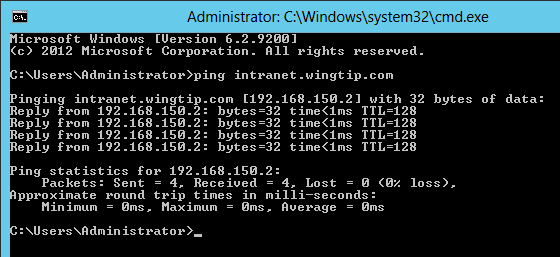 Administrator: C:\Windows\system32\cmd.exe
Microsoft Windows [Version 6.2.9200]
(c) 2012 Microsoft Corporation. All rights reserved.
C:\Users\Administrator>ping intranet.wingtip.com
Pinging intranet.wingtip.com [192.168.150.2] with 32 bytes of data:
Reply from 192.168.150.2: bytes=32 time<1ms TTL=128
Reply from 192.168.150.2: bytes=32 time<1ms TTL=128
Reply from 192.168.150.2: bytes=32 time<1ms TTL=128
Reply from 192.168.150.2: bytes=32 time<1ms TTL=128
Ping statistics for 192.168.150.2:
Packets: Sent = 4, Received = 4, Lost = 0 (0% loss),
Approximate round trip times in milli-seconds:
Minimum = 0ms, Maximum = 0ms, Average = 0ms
C:\Users\Administrator>_